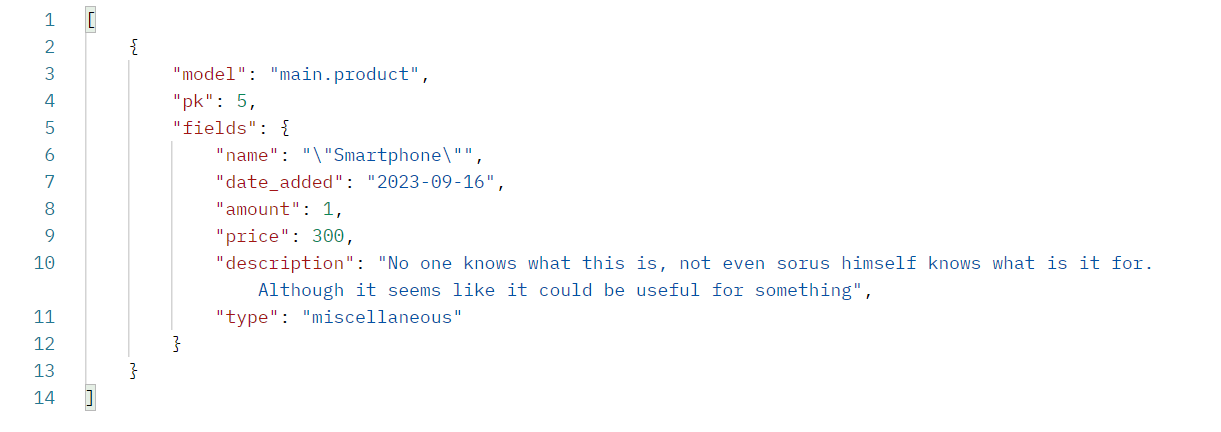 1 [
2 {
3 "model": "main.product",
4 "pk": 5,
5 "fields": {
6 "name": "\"Smartphone\"",
7 "date_added": "2023-09-16",
8 "amount": 1,
9 "price": 300,
10 "description": "No one knows what this is, not even sorus himself knows what is it for.
Although it seems like it could be useful for something",
11 "type": "miscellaneous"
12 }
13 }
14 ]